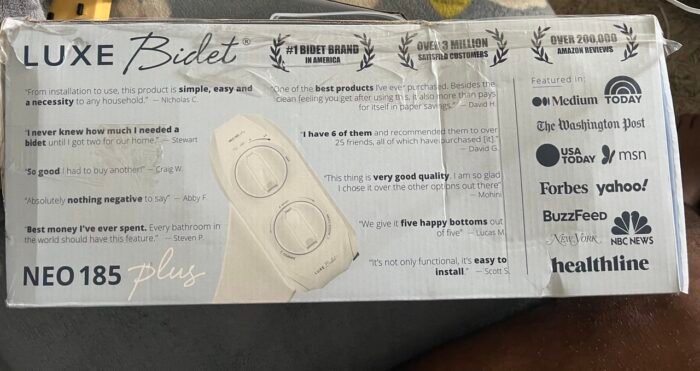 LUXE Bidet®
#1 BIDET BRAND
IN AMERICA
OVER 3 MILLION
SATISFIED CUSTOMERS
OVER 200,000
AMAZON REVIEWS
"From installation to use, this product is simple, easy and
a necessity to any household." — Nicholas C.
"I never knew how much I needed a
bidet until I got two for our home." — Stewart
"So good I had to buy another!" — Craig W.
"Absolutely nothing negative to say" — Abby F.
"Best money I've ever spent. Every bathroom in
the world should have this feature." — Steven P.
NEO 185 plus
"One of the best products I've ever purchased. Besides the
clean feeling you get after using this, it also more than pays
for itself in paper savings." — David H.
"I have 6 of them and recommended them to over
25 friends, all of which have purchased [it]."
— David G.
"This thing is very good quality. I am so glad
I chose it over the other options out there"
— Mohini
"We give it five happy bottoms out
of five" — Lucas M.
"It's not only functional, it's easy to
install." — Scott S.
LUXE Bidet
Featured in:
Medium TODAY
The Washington Post
USA
TODAY msn
Forbes yahoo!
BuzzFeed
NEW YORK NBC NEWS
healthline